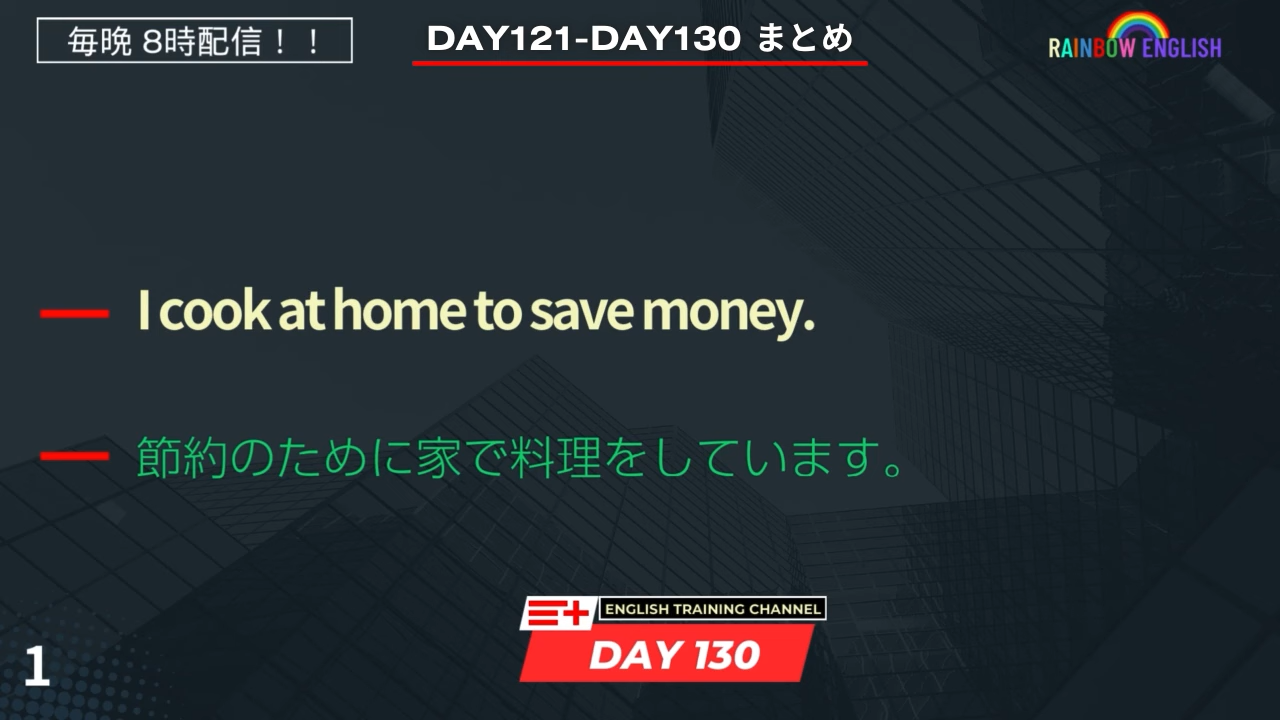 毎晩 8時配信！！
DAY121-DAY130 まとめ
RAINBOW ENGLISH
I cook at home to save money.
節約のために家で料理をしています。
ENGLISH TRAINING CHANNEL
DAY 130
1